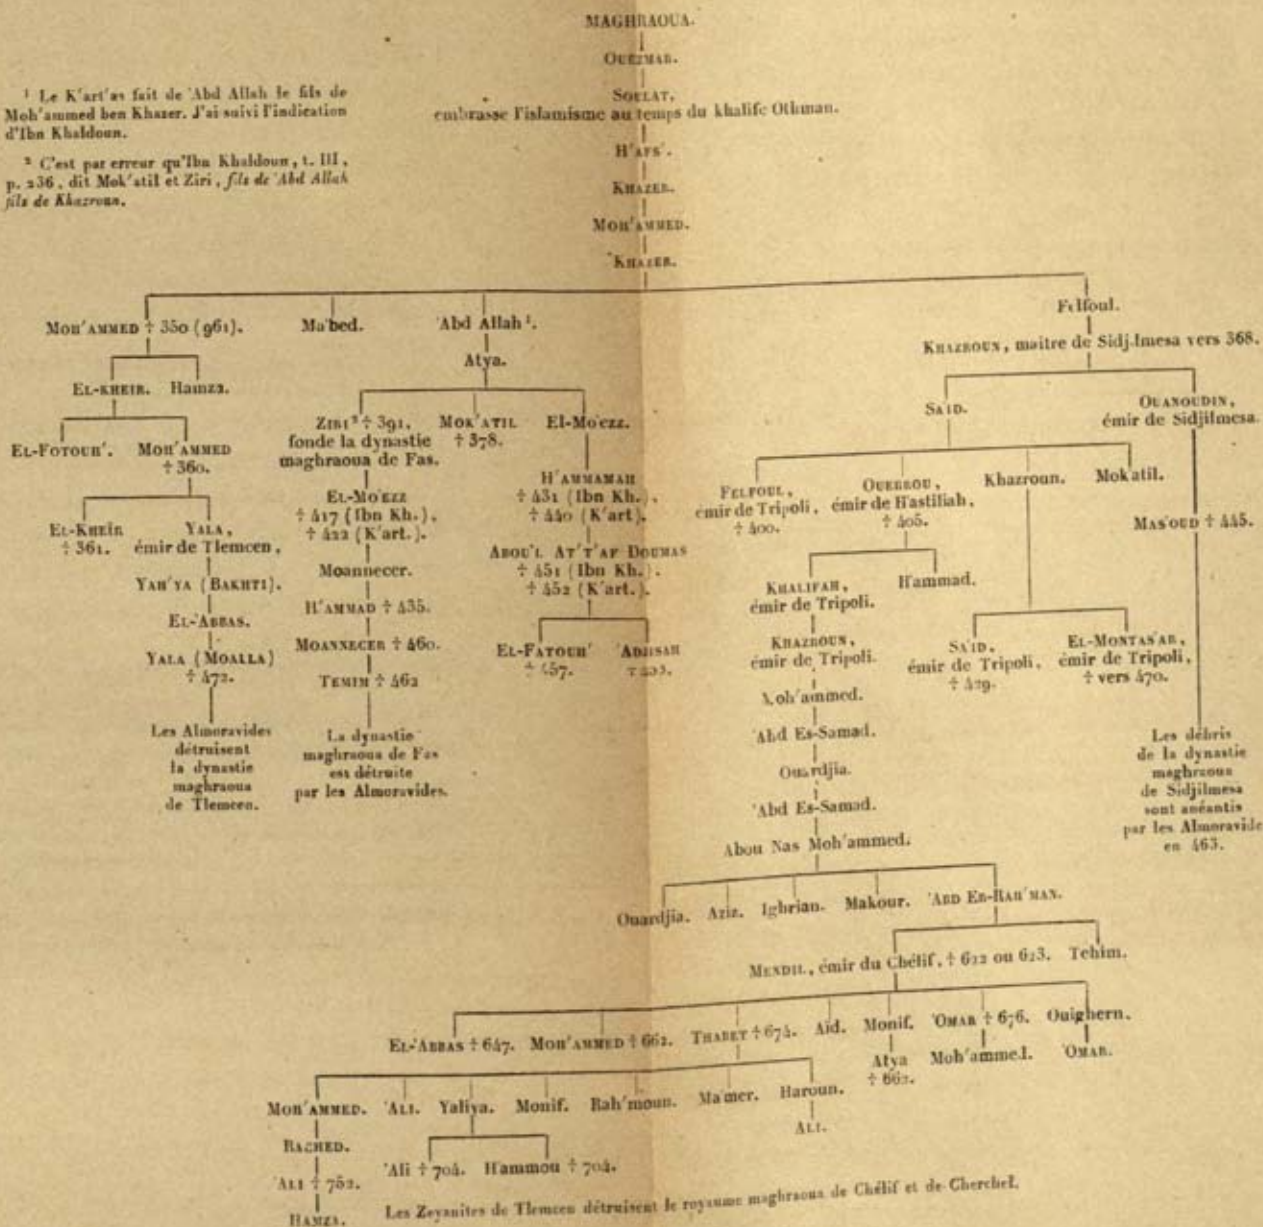 MAGHRAOUA.
OUEZMAR.
¹ Le K'art'as fait de 'Abd Allah le fils de
Moh'ammed ben Khazer. J'ai suivi l'indication
d'Ibn Khaldoun.
² C'est par erreur qu'Ibn Khaldoun, t. III,
p. 236, dit Mok'atil et Ziri, fils de 'Abd Allah
fils de Khazroun.
SOULAT,
embrasse l'islamisme au temps du khalife Othman.
H'AFS'.
KHAZER.
MOH'AMMED.
KHAZER.
MOH'AMMED † 350 (961).
Ma'bed.
'Abd Allah ¹.
Felfoul.
Atya.
KHAZROUN, maître de Sidjilmesa vers 368.
EL-KHEIR. Hamza.
SA'ID.
OUANOUDIN,
émir de Sidjilmesa.
EL-FOTOUH'.
MOH'AMMED
† 360.
ZIRI ² † 391,
fonde la dynastie
maghraoua de Fas.
MOK'ATIL
† 378.
El-Mo'ezz.
FELFOUL,
émir de Tripoli,
† 400.
OUERROU,
émir de H'astiliah,
† 405.
Khazroun.
Mok'atil.
EL-KHEÏR
† 361.
YALA,
émir de Tlemcen,
EL-MO'EZZ
† 417 (Ibn Kh.),
† 422 (K'art.).
H'AMMAMAH
† 431 (Ibn Kh.),
† 440 (K'art).
MAS'OUD † 445.
YAH'YA (BAKHTI).
Moannecer.
ABOU'L AT'T'AF DOUMAS
† 451 (Ibn Kh.).
† 452 (K'art.).
KHALIFAH,
émir de Tripoli.
H'ammad.
EL-'ABBAS.
H'AMMAD † 435.
YALA (MOALLA)
† 472.
MOANNECER † 460.
EL-FATOUH'
† 457.
'ADJISAH
KHAZROUN,
émir de Tripoli.
SA'ID,
émir de Tripoli,
† 429.
EL-MONTAS'AR,
émir de Tripoli,
† vers 470.
TEMIM † 462
Moh'ammed.
Les Almoravides
détruisent
la dynastie
maghraoua
de Tlemcen.
La dynastie
maghraoua de Fas
est détruite
par les Almoravides.
'Abd Es-Samad.
Ouardjia.
'Abd Es-Samad.
Abou Nas Moh'ammed.
Les débris
de la dynastie
maghraoua
de Sidjilmesa
sont anéantis
par les Almoravide
en 463.
Ouardjia. Aziz. Ighrian. Makour. 'ABD ER-RAH'MAN.
MENDIL, émir du Chélif, † 622 ou 623. Tehim.
EL-'ABBAS † 647. MOH'AMMED † 662. THABET † 674. Aïd. Monif. 'OMAR † 676. Ouighern.
Atya
† 662.
Moh'ammed.
'OMAR.
MOH'AMMED. 'ALI. Yahya. Monif. Rah'moun. Ma'mer. Haroun.
ALI.
RACHED.
'Ali † 704. H'ammou † 704.
'ALI † 752.
HAMZA.
Les Zeyanites de Tlemcen détruisent le royaume maghraoua de Chélif et de Cherchel.